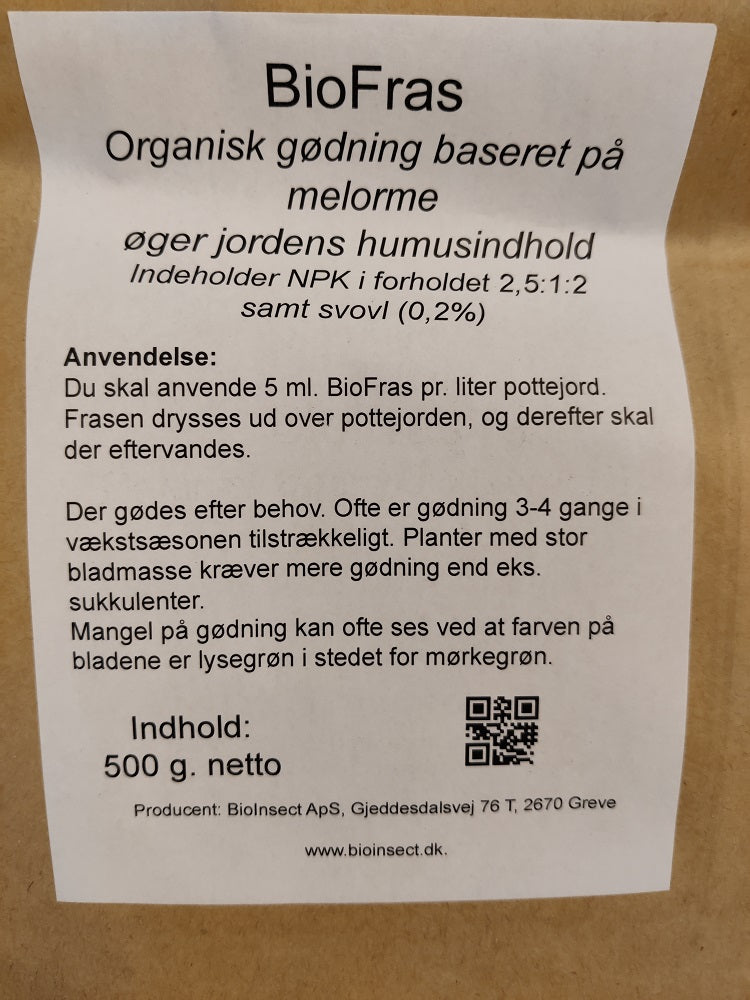 BioFras
Organisk gødning baseret på
melorme
øger jordens humusindhold
Indeholder NPK i forholdet 2,5:1:2
samt svovl (0,2%)
Anvendelse:
Du skal anvende 5 ml. BioFras pr. liter pottejord.
Frasen drysses ud over pottejorden, og derefter skal
der eftervandes.
Der gødes efter behov. Ofte er gødning 3-4 gange i
vækstsæsonen tilstrækkeligt. Planter med stor
bladmasse kræver mere gødning end eks.
sukkulenter.
Mangel på gødning kan ofte ses ved at farven på
bladene er lysegrøn i stedet for mørkegrøn.
Indhold:
500 g. netto
Producent: BioInsect ApS, Gjeddesdalsvej 76 T, 2670 Greve
www.bioinsect.dk.